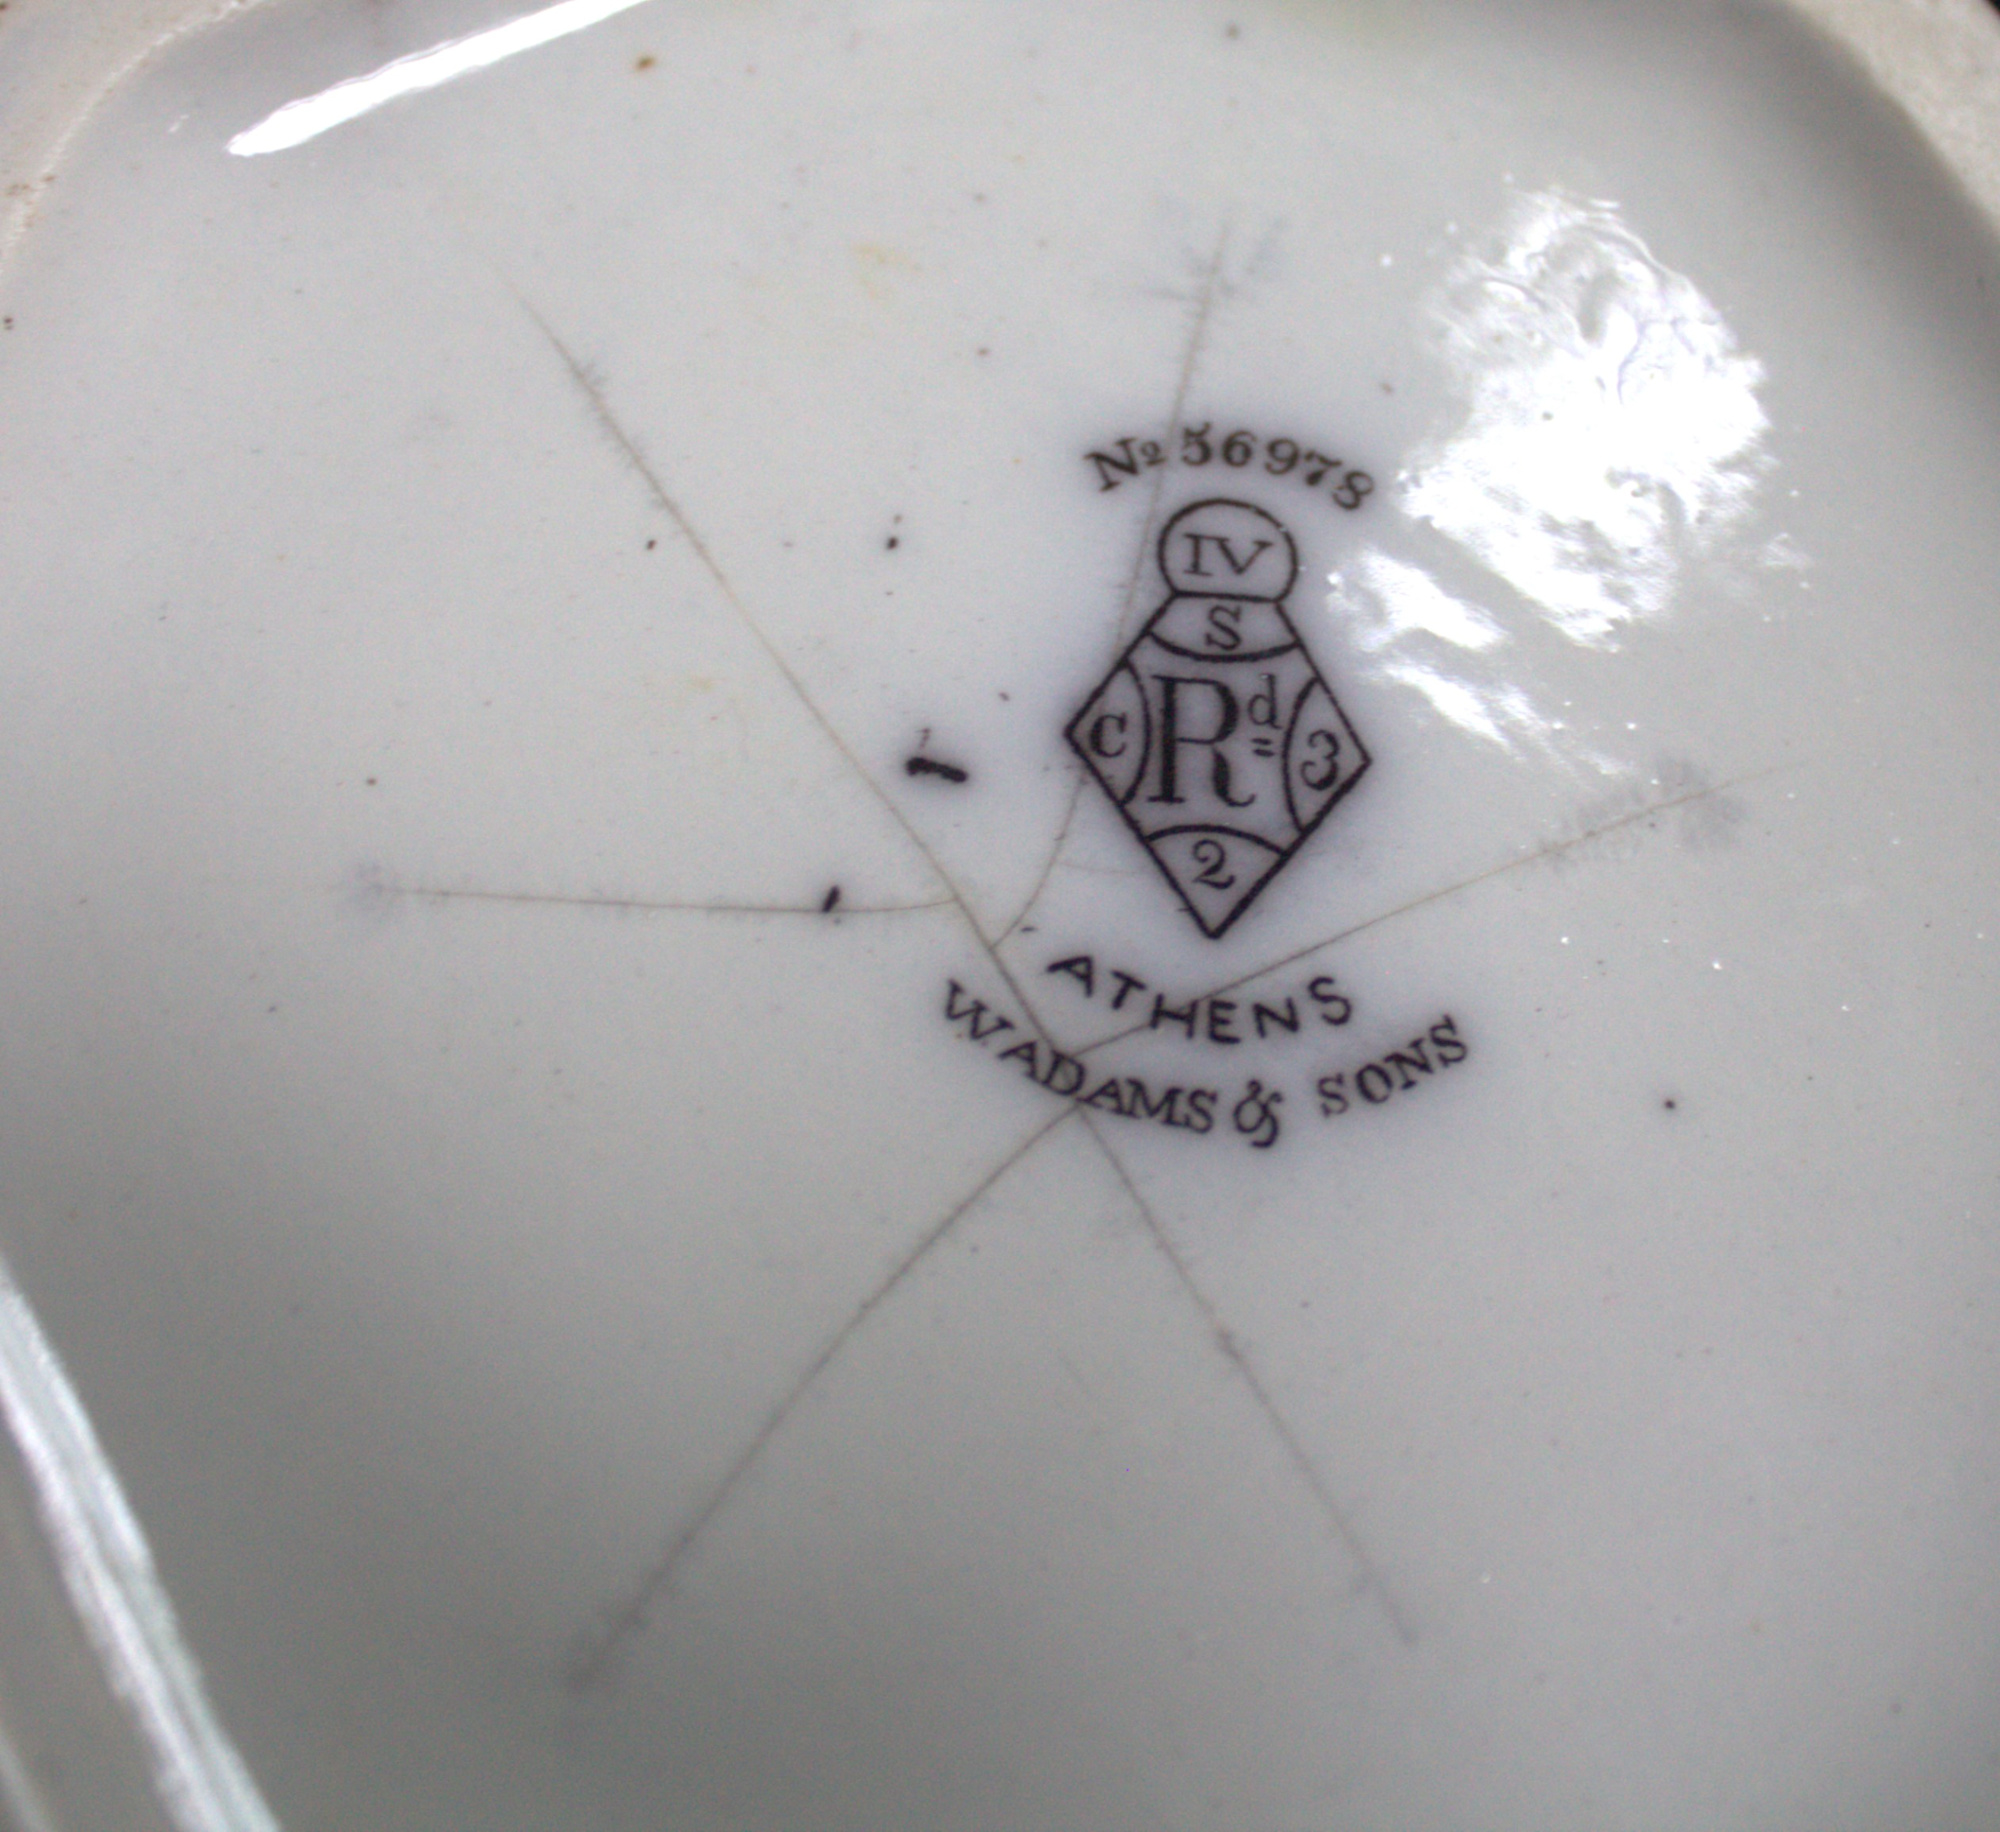 Nº 56978
IV
S
C Rd 3
2
ATHENS
W. ADAMS & SONS